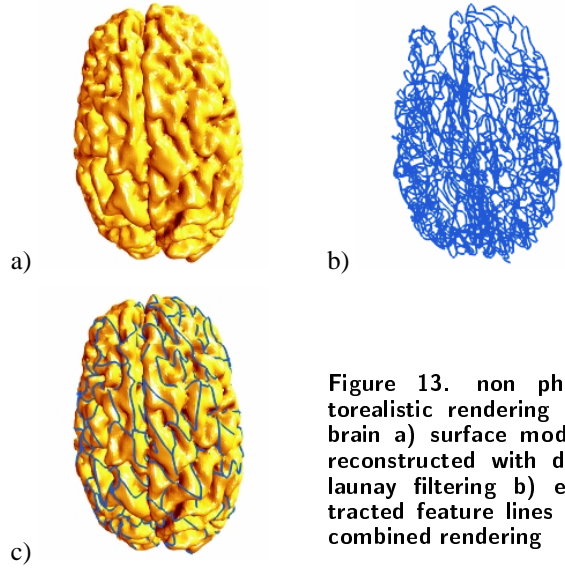 a)
b)
c)
Figure 13. non ph
torealistic rendering
brain a) surface mod
reconstructed with d
launay filtering b) e
tracted feature lines
combined rendering